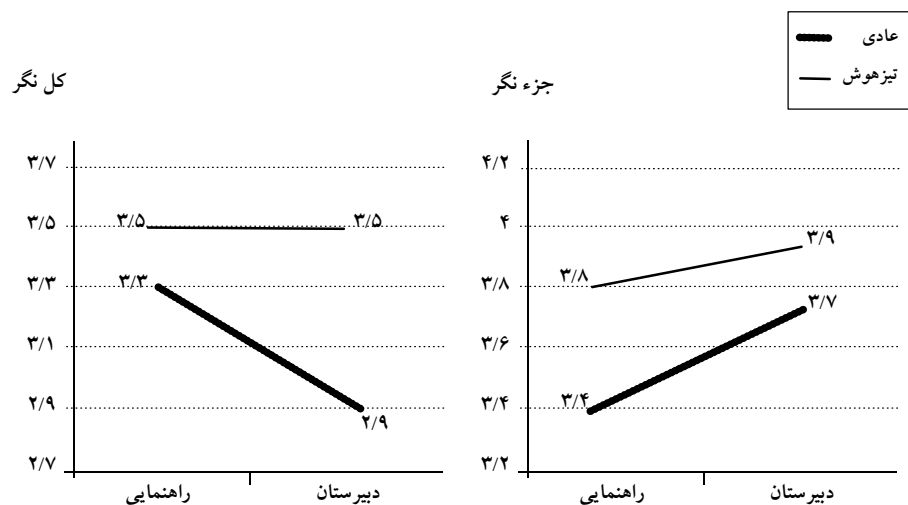 عادی
تیزهوش
جزء نگر
۴/۲
۴
۳/۸
۳/۶
۳/۴
۳/۲
۳/۸
۳/۹
۳/۴
۳/۷
راهنمایی
دبیرستان
کل نگر
۳/۷
۳/۵
۳/۳
۳/۱
۲/۹
۲/۷
۳/۵
۳/۵
۳/۳
۲/۹
راهنمایی
دبیرستان